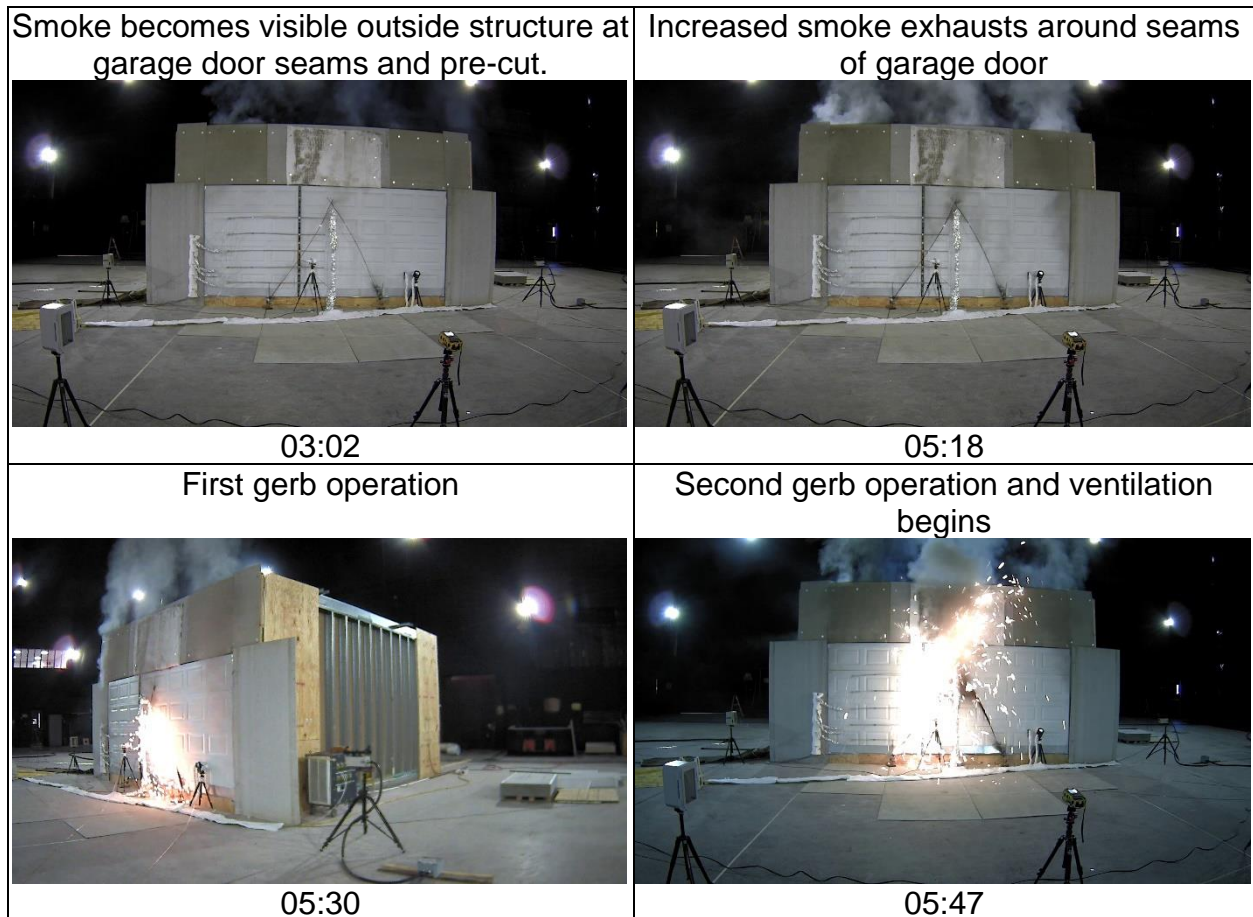 Smoke becomes visible outside structure at
garage door seams and pre-cut.
03:02
Increased smoke exhausts around seams
of garage door
05:18
First gerb operation
05:30
Second gerb operation and ventilation
begins
05:47